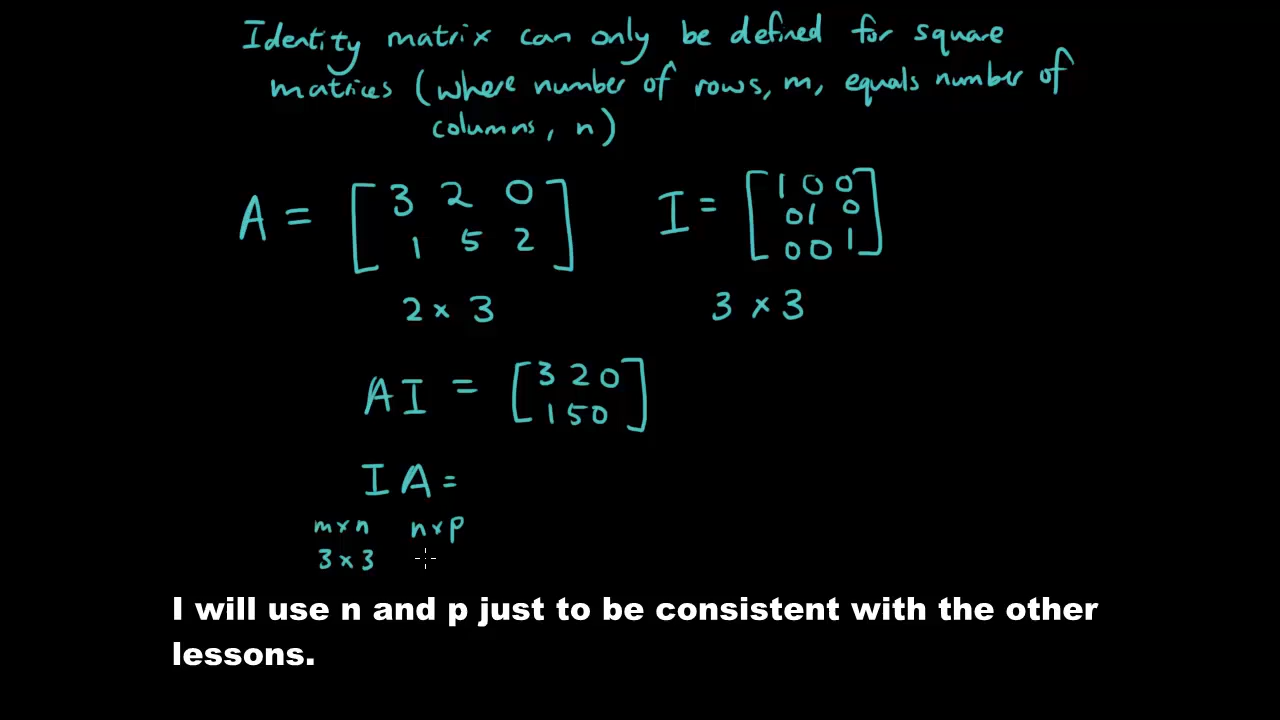 Identity matrix can only be defined for square
matrices (where number of rows, m, equals number of
columns, n)
A = [3 2 0
1 5 2]
I = [1 0 0
0 1 0
0 0 1]
2 × 3
3 × 3
AI = [3 2 0
1 5 0]
IA =
m×n n×p
3×3
I will use n and p just to be consistent with the other
lessons.